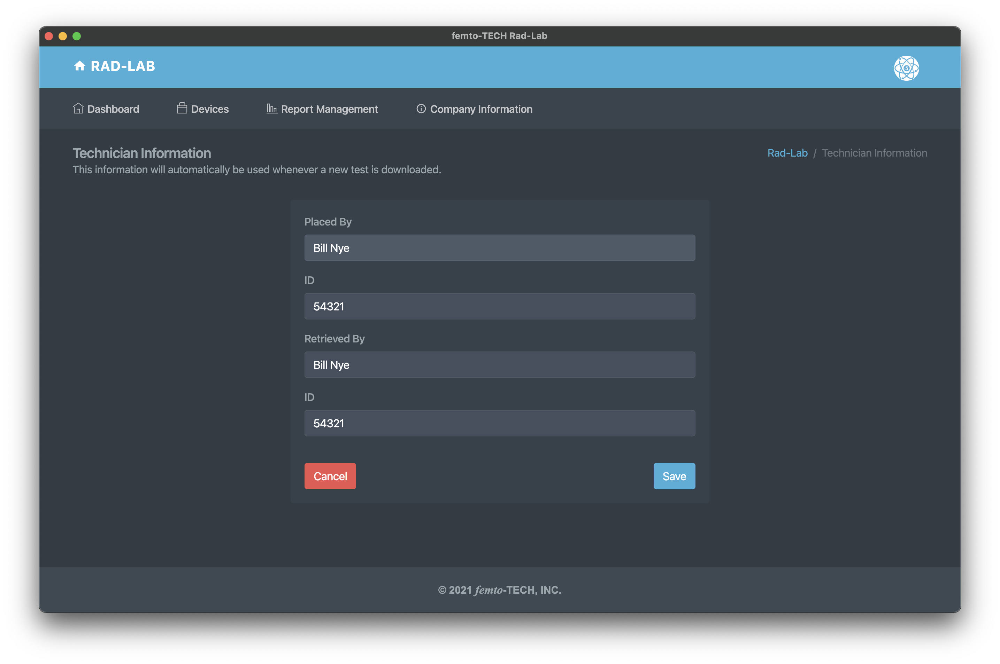 femto-TECH Rad-Lab
RAD-LAB
Dashboard Devices Report Management Company Information
Technician Information
Rad-Lab / Technician Information
This information will automatically be used whenever a new test is downloaded.
Placed By
Bill Nye
ID
54321
Retrieved By
Bill Nye
ID
54321
Cancel Save
© 2021 femto-TECH, INC.